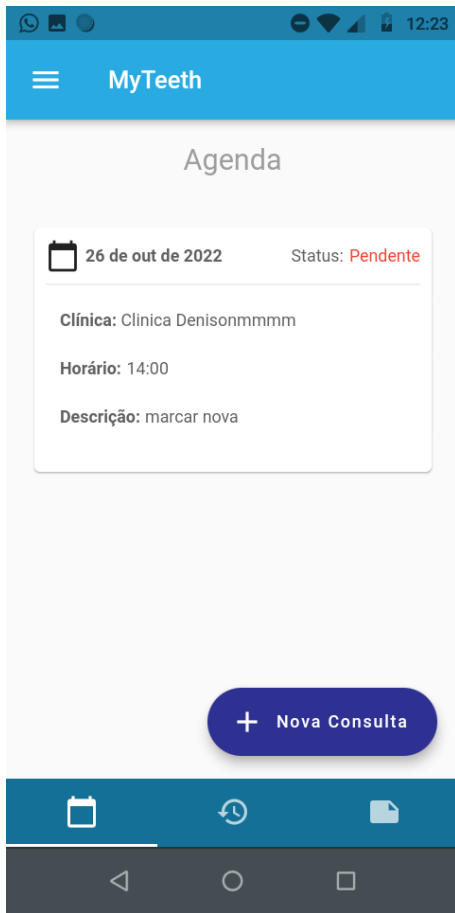 12:23
MyTeeth
Agenda
26 de out de 2022 Status: Pendente
Clínica: Clinica Denisonmmmm
Horário: 14:00
Descrição: marcar nova
Nova Consulta